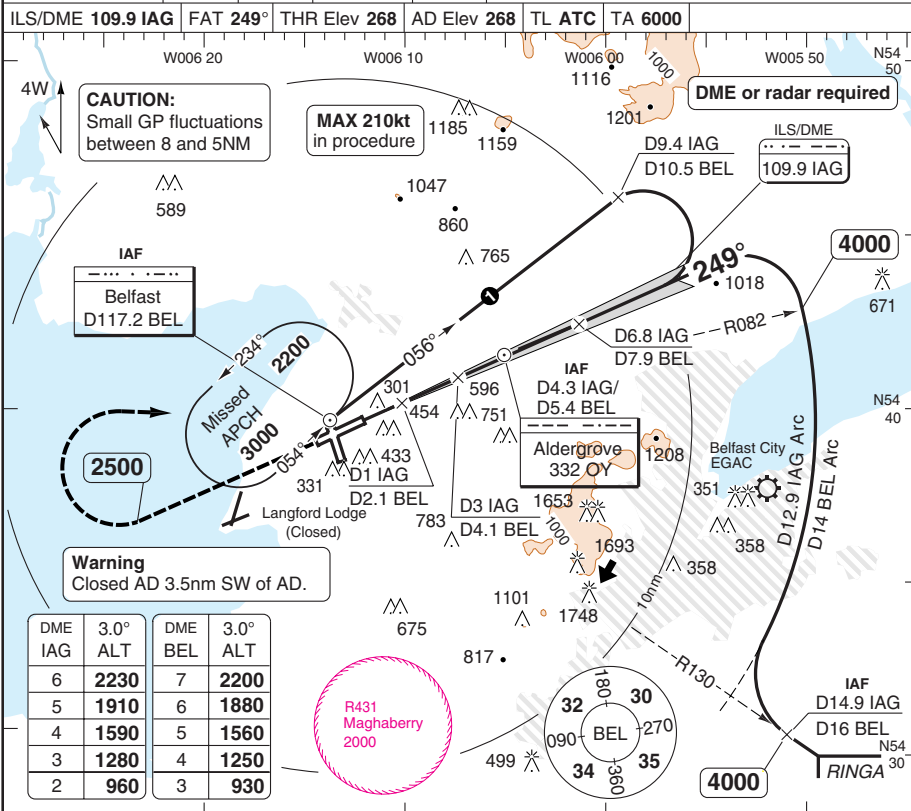 ILS/DME 109.9 IAG FAT 249° THR Elev 268 AD Elev 268 TL ATC TA 6000
W006 20 W006 10 W006 00 W005 50 N54 50
4W
CAUTION:
Small GP fluctuations
between 8 and 5NM
MAX 210kt
in procedure
DME or radar required
1116
1000
1201
1185
1159
ILS/DME
109.9 IAG
D9.4 IAG
D10.5 BEL
589
1047
860
765
IAF
Belfast
D117.2 BEL
1
249°
4000
1018
671
R082
D6.8 IAG
D7.9 BEL
056°
234°
2200
Missed
APCH
3000
054°
301
454
596
751
IAF
D4.3 IAG/
D5.4 BEL
Aldergrove
332 OY
N54 40
2500
331
433
D1 IAG
D2.1 BEL
Langford Lodge
(Closed)
783
D3 IAG
D4.1 BEL
1208
Belfast City
EGAC
351
358
358
1653
1000
1693
1748
D12.9 IAG Arc
D14 BEL Arc
10nm
Warning
Closed AD 3.5nm SW of AD.
675
1101
817
R130
DME IAG 3.0° ALT
6 2230
5 1910
4 1590
3 1280
2 960
DME BEL 3.0° ALT
7 2200
6 1880
5 1560
4 1250
3 930
R431
Maghaberry
2000
499
180
32 30
090 BEL 270
34 35
360
IAF
D14.9 IAG
D16 BEL
4000
N54 30
RINGA